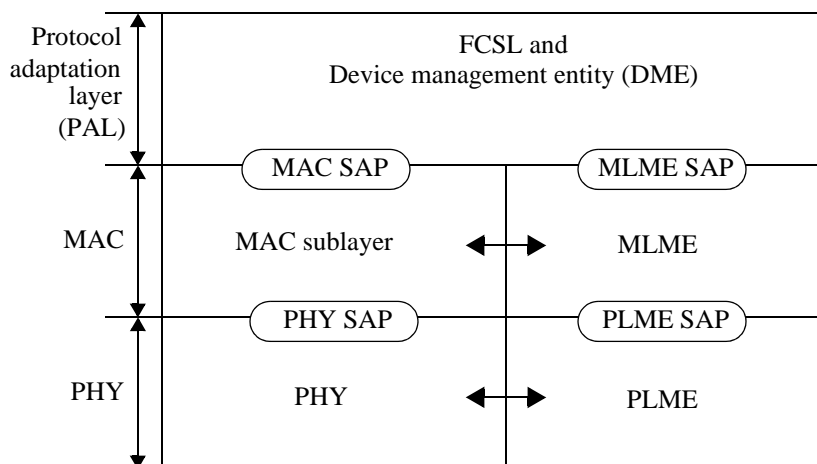 Protocol
adaptation
layer
(PAL)
FCSL and
Device management entity (DME)
MAC SAP
MLME SAP
MAC
MAC sublayer
MLME
PHY SAP
PLME SAP
PHY
PHY
PLME